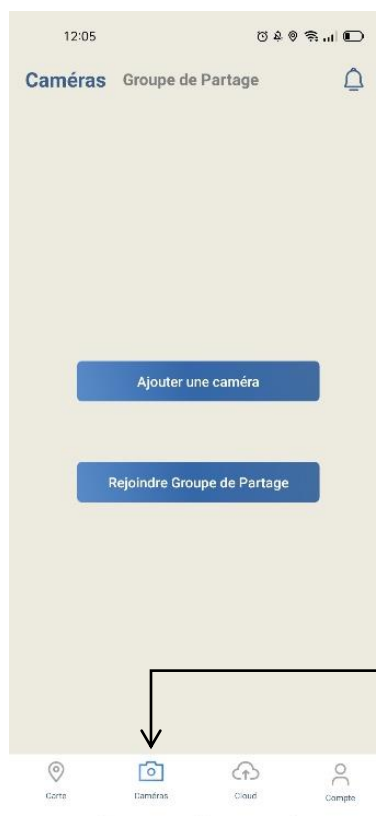 12:05
Caméras Groupe de Partage
Ajouter une caméra
Rejoindre Groupe de Partage
Carte Caméras Cloud Compte